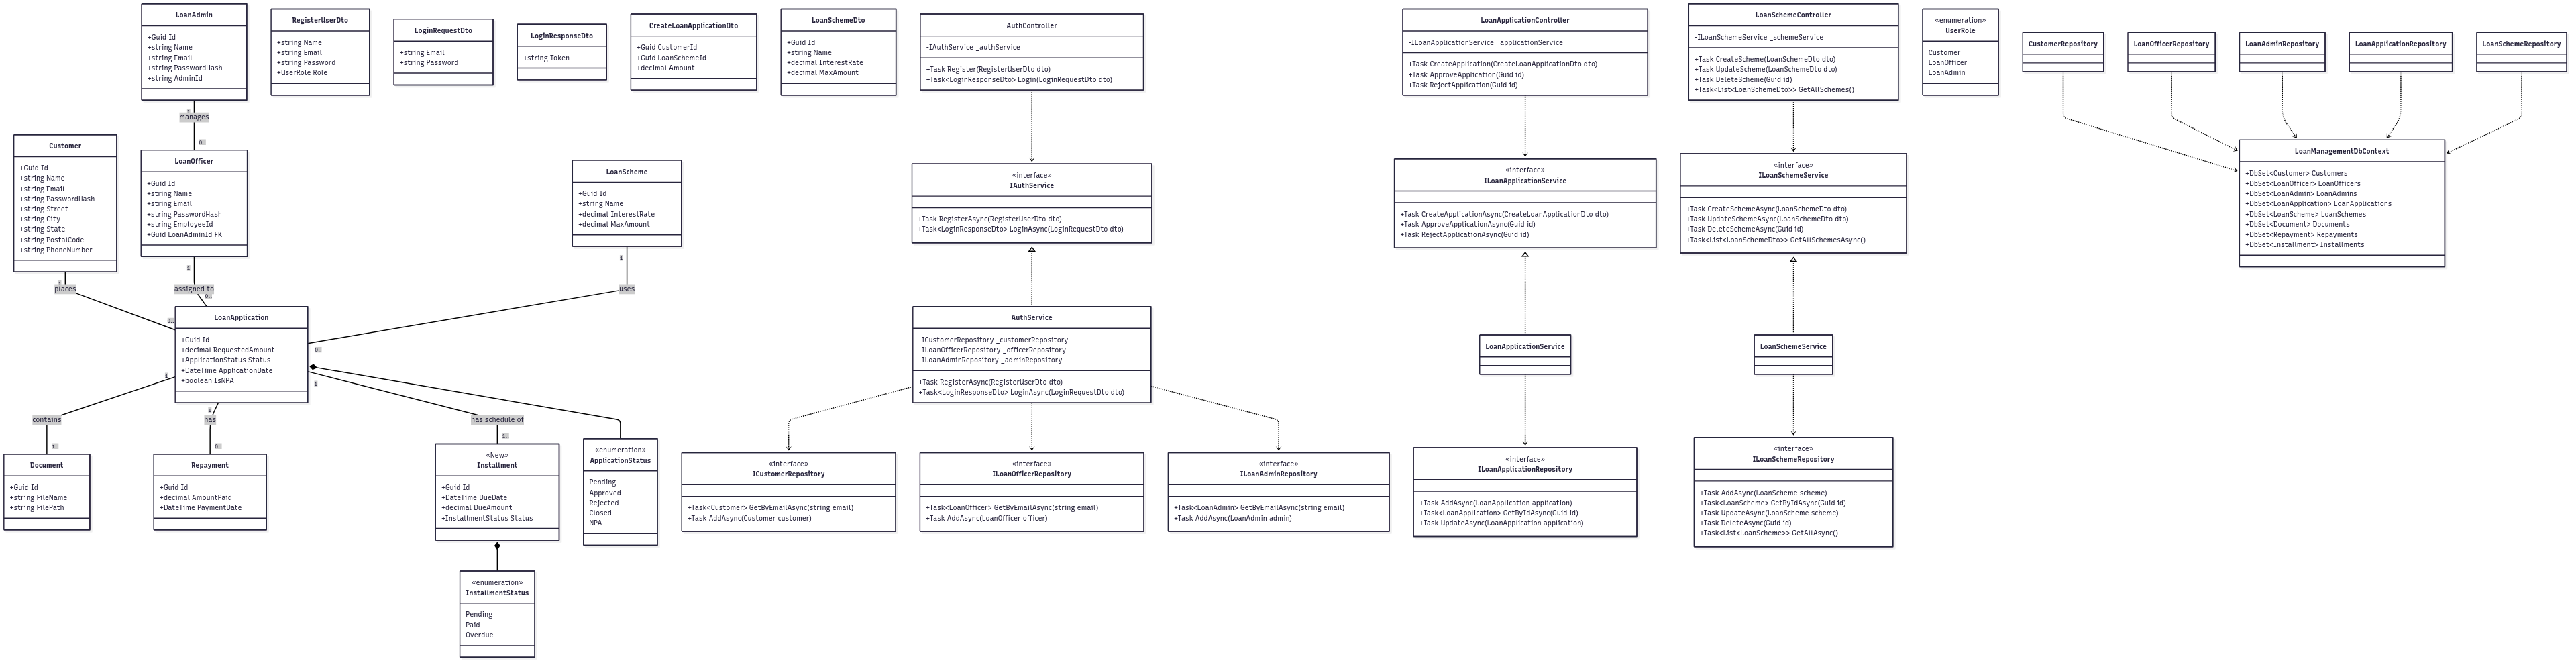 LoanAdmin
+Guid Id
+string Name
+string Email
+string PasswordHash
+string AdminId
RegisterUserDto
+string Name
+string Email
+string Password
+UserRole Role
LoginRequestDto
+string Email
+string Password
LoginResponseDto
+string Token
CreateLoanApplicationDto
+Guid CustomerId
+Guid LoanSchemeId
+decimal Amount
LoanSchemeDto
+Guid Id
+string Name
+decimal InterestRate
+decimal MaxAmount
AuthController
-IAuthService _authService
+Task Register(RegisterUserDto dto)
+Task<LoginResponseDto> Login(LoginRequestDto dto)
LoanApplicationController
-ILoanApplicationService _applicationService
+Task CreateApplication(CreateLoanApplicationDto dto)
+Task ApproveApplication(Guid id)
+Task RejectApplication(Guid id)
LoanSchemeController
-ILoanSchemeService _schemeService
+Task CreateScheme(LoanSchemeDto dto)
+Task UpdateScheme(LoanSchemeDto dto)
+Task DeleteScheme(Guid id)
+Task<List<LoanSchemeDto>> GetAllSchemes()
«enumeration»
UserRole
Customer
LoanOfficer
LoanAdmin
CustomerRepository
LoanOfficerRepository
LoanAdminRepository
LoanApplicationRepository
LoanSchemeRepository
manages
Customer
+Guid Id
+string Name
+string Email
+string PasswordHash
+string Street
+string City
+string State
+string PostalCode
+string PhoneNumber
LoanOfficer
+Guid Id
+string Name
+string Email
+string PasswordHash
+string EmployeeId
+Guid LoanAdminId FK
LoanScheme
+Guid Id
+string Name
+decimal InterestRate
+decimal MaxAmount
«interface»
IAuthService
+Task RegisterAsync(RegisterUserDto dto)
+Task<LoginResponseDto> LoginAsync(LoginRequestDto dto)
«interface»
ILoanApplicationService
+Task CreateApplicationAsync(CreateLoanApplicationDto dto)
+Task ApproveApplicationAsync(Guid id)
+Task RejectApplicationAsync(Guid id)
«interface»
ILoanSchemeService
+Task CreateSchemeAsync(LoanSchemeDto dto)
+Task UpdateSchemeAsync(LoanSchemeDto dto)
+Task DeleteSchemeAsync(Guid id)
+Task<List<LoanSchemeDto>> GetAllSchemesAsync()
LoanManagementDbContext
+DbSet<Customer> Customers
+DbSet<LoanOfficer> LoanOfficers
+DbSet<LoanAdmin> LoanAdmins
+DbSet<LoanApplication> LoanApplications
+DbSet<LoanScheme> LoanSchemes
+DbSet<Document> Documents
+DbSet<Repayment> Repayments
+DbSet<Installment> Installments
places
assigned to
uses
LoanApplication
+Guid Id
+decimal RequestedAmount
+ApplicationStatus Status
+DateTime ApplicationDate
+boolean IsNPA
AuthService
-ICustomerRepository _customerRepository
-ILoanOfficerRepository _officerRepository
-ILoanAdminRepository _adminRepository
+Task RegisterAsync(RegisterUserDto dto)
+Task<LoginResponseDto> LoginAsync(LoginRequestDto dto)
LoanApplicationService
LoanSchemeService
contains
has
has schedule of
Document
+Guid Id
+string FileName
+string FilePath
Repayment
+Guid Id
+decimal AmountPaid
+DateTime PaymentDate
«New»
Installment
+Guid Id
+DateTime DueDate
+decimal DueAmount
+InstallmentStatus Status
«enumeration»
ApplicationStatus
Pending
Approved
Rejected
Closed
NPA
«interface»
ICustomerRepository
+Task<Customer> GetByEmailAsync(string email)
+Task AddAsync(Customer customer)
«interface»
ILoanOfficerRepository
+Task<LoanOfficer> GetByEmailAsync(string email)
+Task AddAsync(LoanOfficer officer)
«interface»
ILoanAdminRepository
+Task<LoanAdmin> GetByEmailAsync(string email)
+Task AddAsync(LoanAdmin admin)
«interface»
ILoanApplicationRepository
+Task AddAsync(LoanApplication application)
+Task<LoanApplication> GetByIdAsync(Guid id)
+Task UpdateAsync(LoanApplication application)
«interface»
ILoanSchemeRepository
+Task AddAsync(LoanScheme scheme)
+Task<LoanScheme> GetByIdAsync(Guid id)
+Task UpdateAsync(LoanScheme scheme)
+Task DeleteAsync(Guid id)
+Task<List<LoanScheme>> GetAllAsync()
«enumeration»
InstallmentStatus
Pending
Paid
Overdue